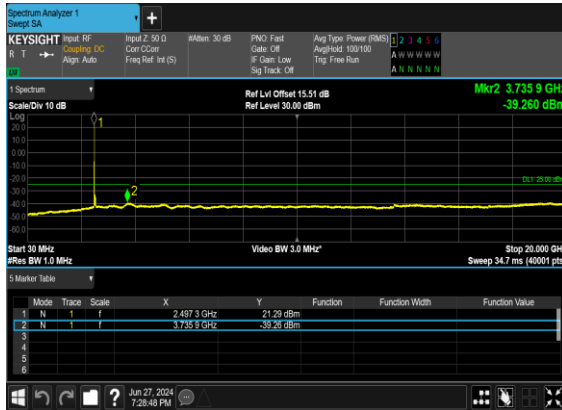 Spectrum Analyzer 1
Swept SA
+
KEYSIGHT Input: RF Input Z: 50 Ω #Atten: 30 dB PNO: Fast Avg Type: Power (RMS) 1 2 3 4 5 6
R T Coupling: DC Corr CCorr Gate: Off Avg|Hold: 100/100 A W W W W W
Align: Auto Freq Ref: Int (S) IF Gain: Low Trig: Free Run
LXI Sig Track: Off A N N N N N
1 Spectrum Ref Lvl Offset 15.51 dB Mkr2 3.735 9 GHz
Scale/Div 10 dB Ref Level 30.00 dBm -39.260 dBm
Log
1
20.0
10.0
0.00
-10.0
-20.0 DL1 -25.00 dBm
-30.0 2
-40.0
-50.0
-60.0
Start 30 MHz Video BW 3.0 MHz* Stop 20.000 GHz
#Res BW 1.0 MHz Sweep 34.7 ms (40001 pts)
5 Marker Table
Mode Trace Scale X Y Function Function Width Function Value
1 N 1 f 2.497 3 GHz 21.29 dBm
2 N 1 f 3.735 9 GHz -39.26 dBm
3
4
5
6
? Jun 27, 2024
7:28:48 PM